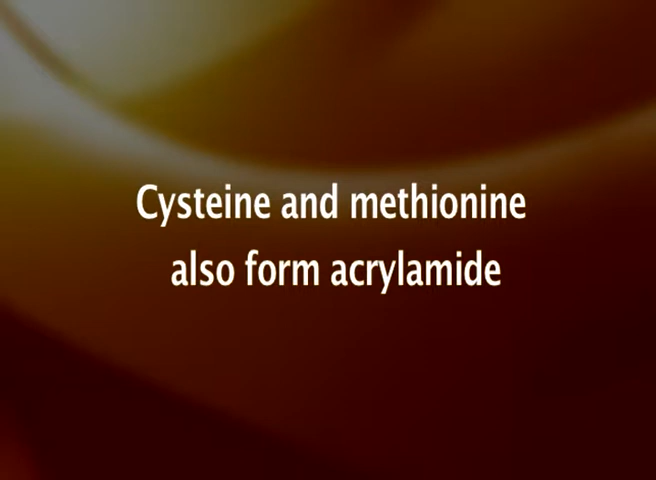 Cysteine and methionine
also form acrylamide